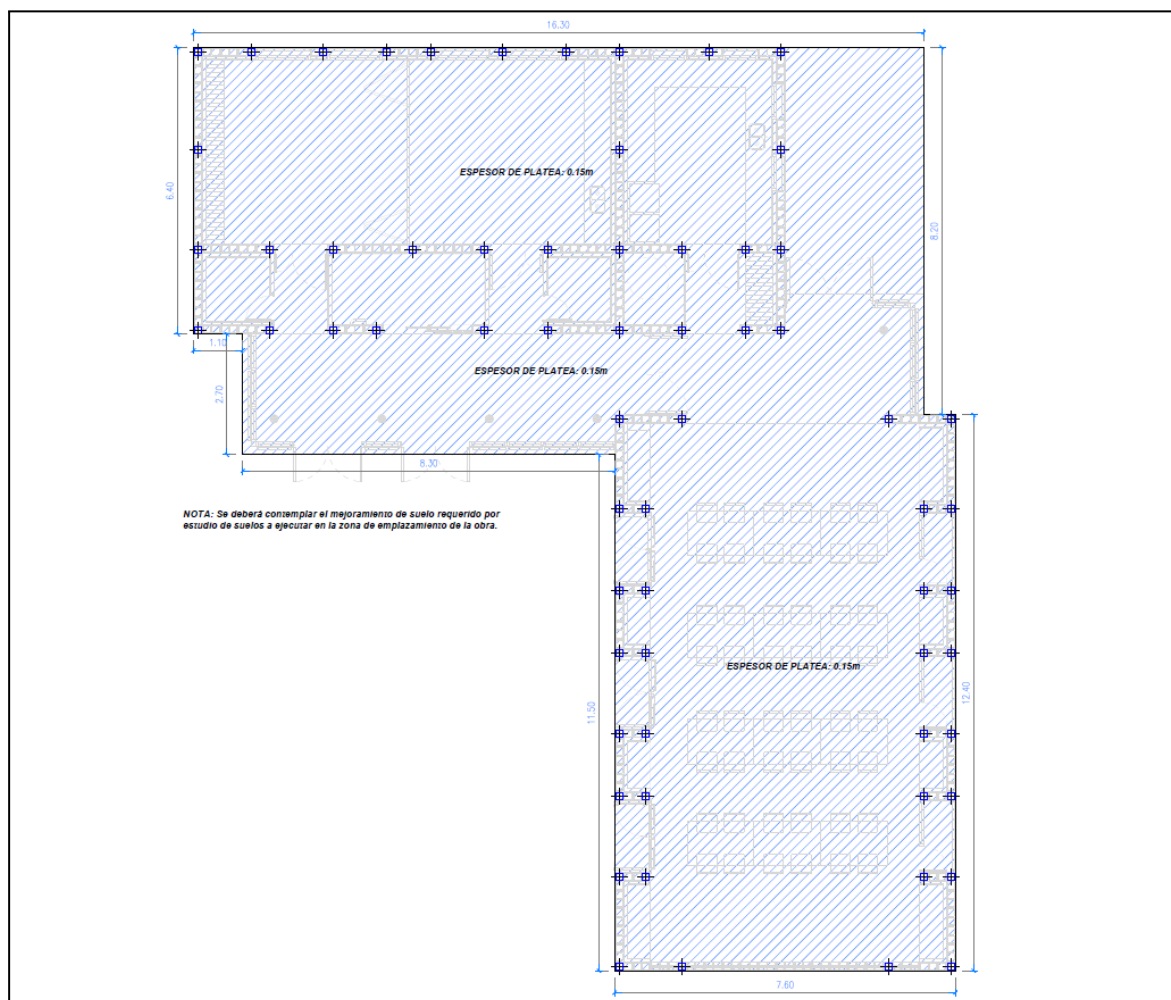 16.30
6.40
ESPESOR DE PLATEA: 0.15m
8.20
1.10
2.70
ESPESOR DE PLATEA: 0.15m
8.30
NOTA: Se deberá contemplar el mejoramiento de suelo requerido por
estudio de suelos a ejecutar en la zona de emplazamiento de la obra.
ESPESOR DE PLATEA: 0.15m
11.50
12.40
7.60